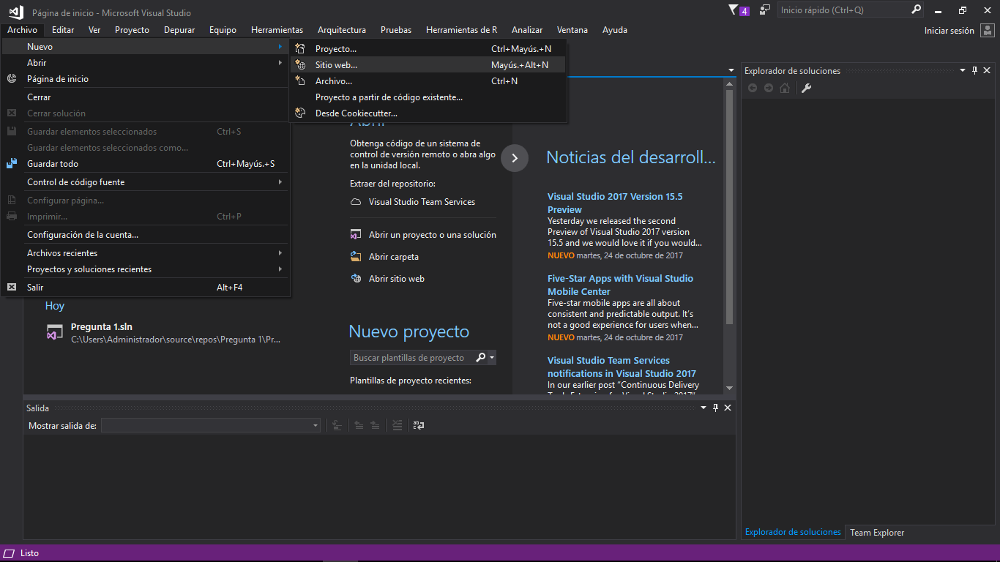 Página de inicio - Microsoft Visual Studio
4
Inicio rápido (Ctrl+Q)
Archivo Editar Ver Proyecto Depurar Equipo Herramientas Arquitectura Pruebas Herramientas de R Analizar Ventana Ayuda
Iniciar sesión
Nuevo
Abrir
Página de inicio
Cerrar
Cerrar solución
Guardar elementos seleccionados Ctrl+S
Guardar elementos seleccionados como...
Guardar todo Ctrl+Mayús.+S
Control de código fuente
Configurar página...
Imprimir... Ctrl+P
Configuración de la cuenta...
Archivos recientes
Proyectos y soluciones recientes
Salir Alt+F4
Proyecto... Ctrl+Mayús.+N
Sitio web... Mayús.+Alt+N
Archivo... Ctrl+N
Proyecto a partir de código existente...
Desde Cookiecutter...
Hoy
Pregunta 1.sln
C:\Users\Administrador\source\repos\Pregunta 1\Pr...
Abrir
Obtenga código de un sistema de
control de versión remoto o abra algo
en la unidad local.
Extraer del repositorio:
Visual Studio Team Services
Abrir un proyecto o una solución
Abrir carpeta
Abrir sitio web
Nuevo proyecto
Buscar plantillas de proyecto
Plantillas de proyecto recientes:
Noticias del desarroll...
Visual Studio 2017 Version 15.5
Preview
Yesterday we released the second
Preview of Visual Studio 2017 version
15.5 and we would love it if you would...
NUEVO martes, 24 de octubre de 2017
Five-Star Apps with Visual Studio
Mobile Center
Five-star mobile apps are all about
consistent and predictable output. It's
not a good experience for users when...
NUEVO martes, 24 de octubre de 2017
Visual Studio Team Services
notifications in Visual Studio 2017
In our earlier post “Continuous Delivery
Tools Extension for Visual Studio 2017”
Explorador de soluciones
Salida
Mostrar salida de:
Explorador de soluciones Team Explorer
Listo